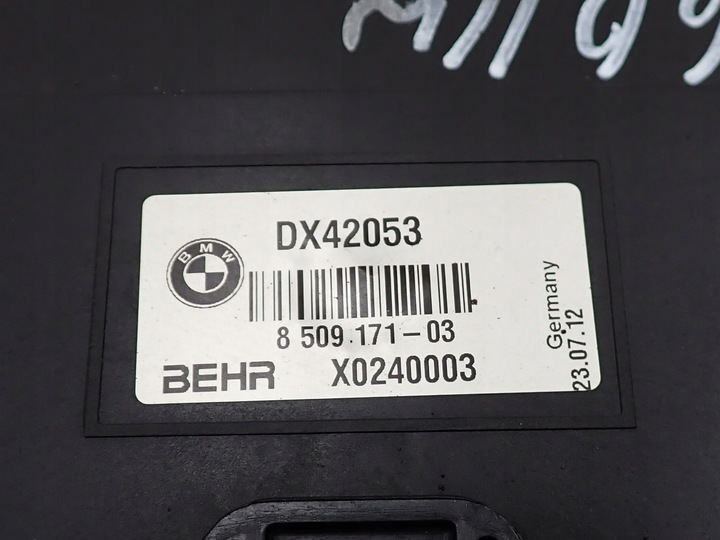 DX42053
BMW
8 509 171-03
BEHR X0240003
Germany
23.07.12